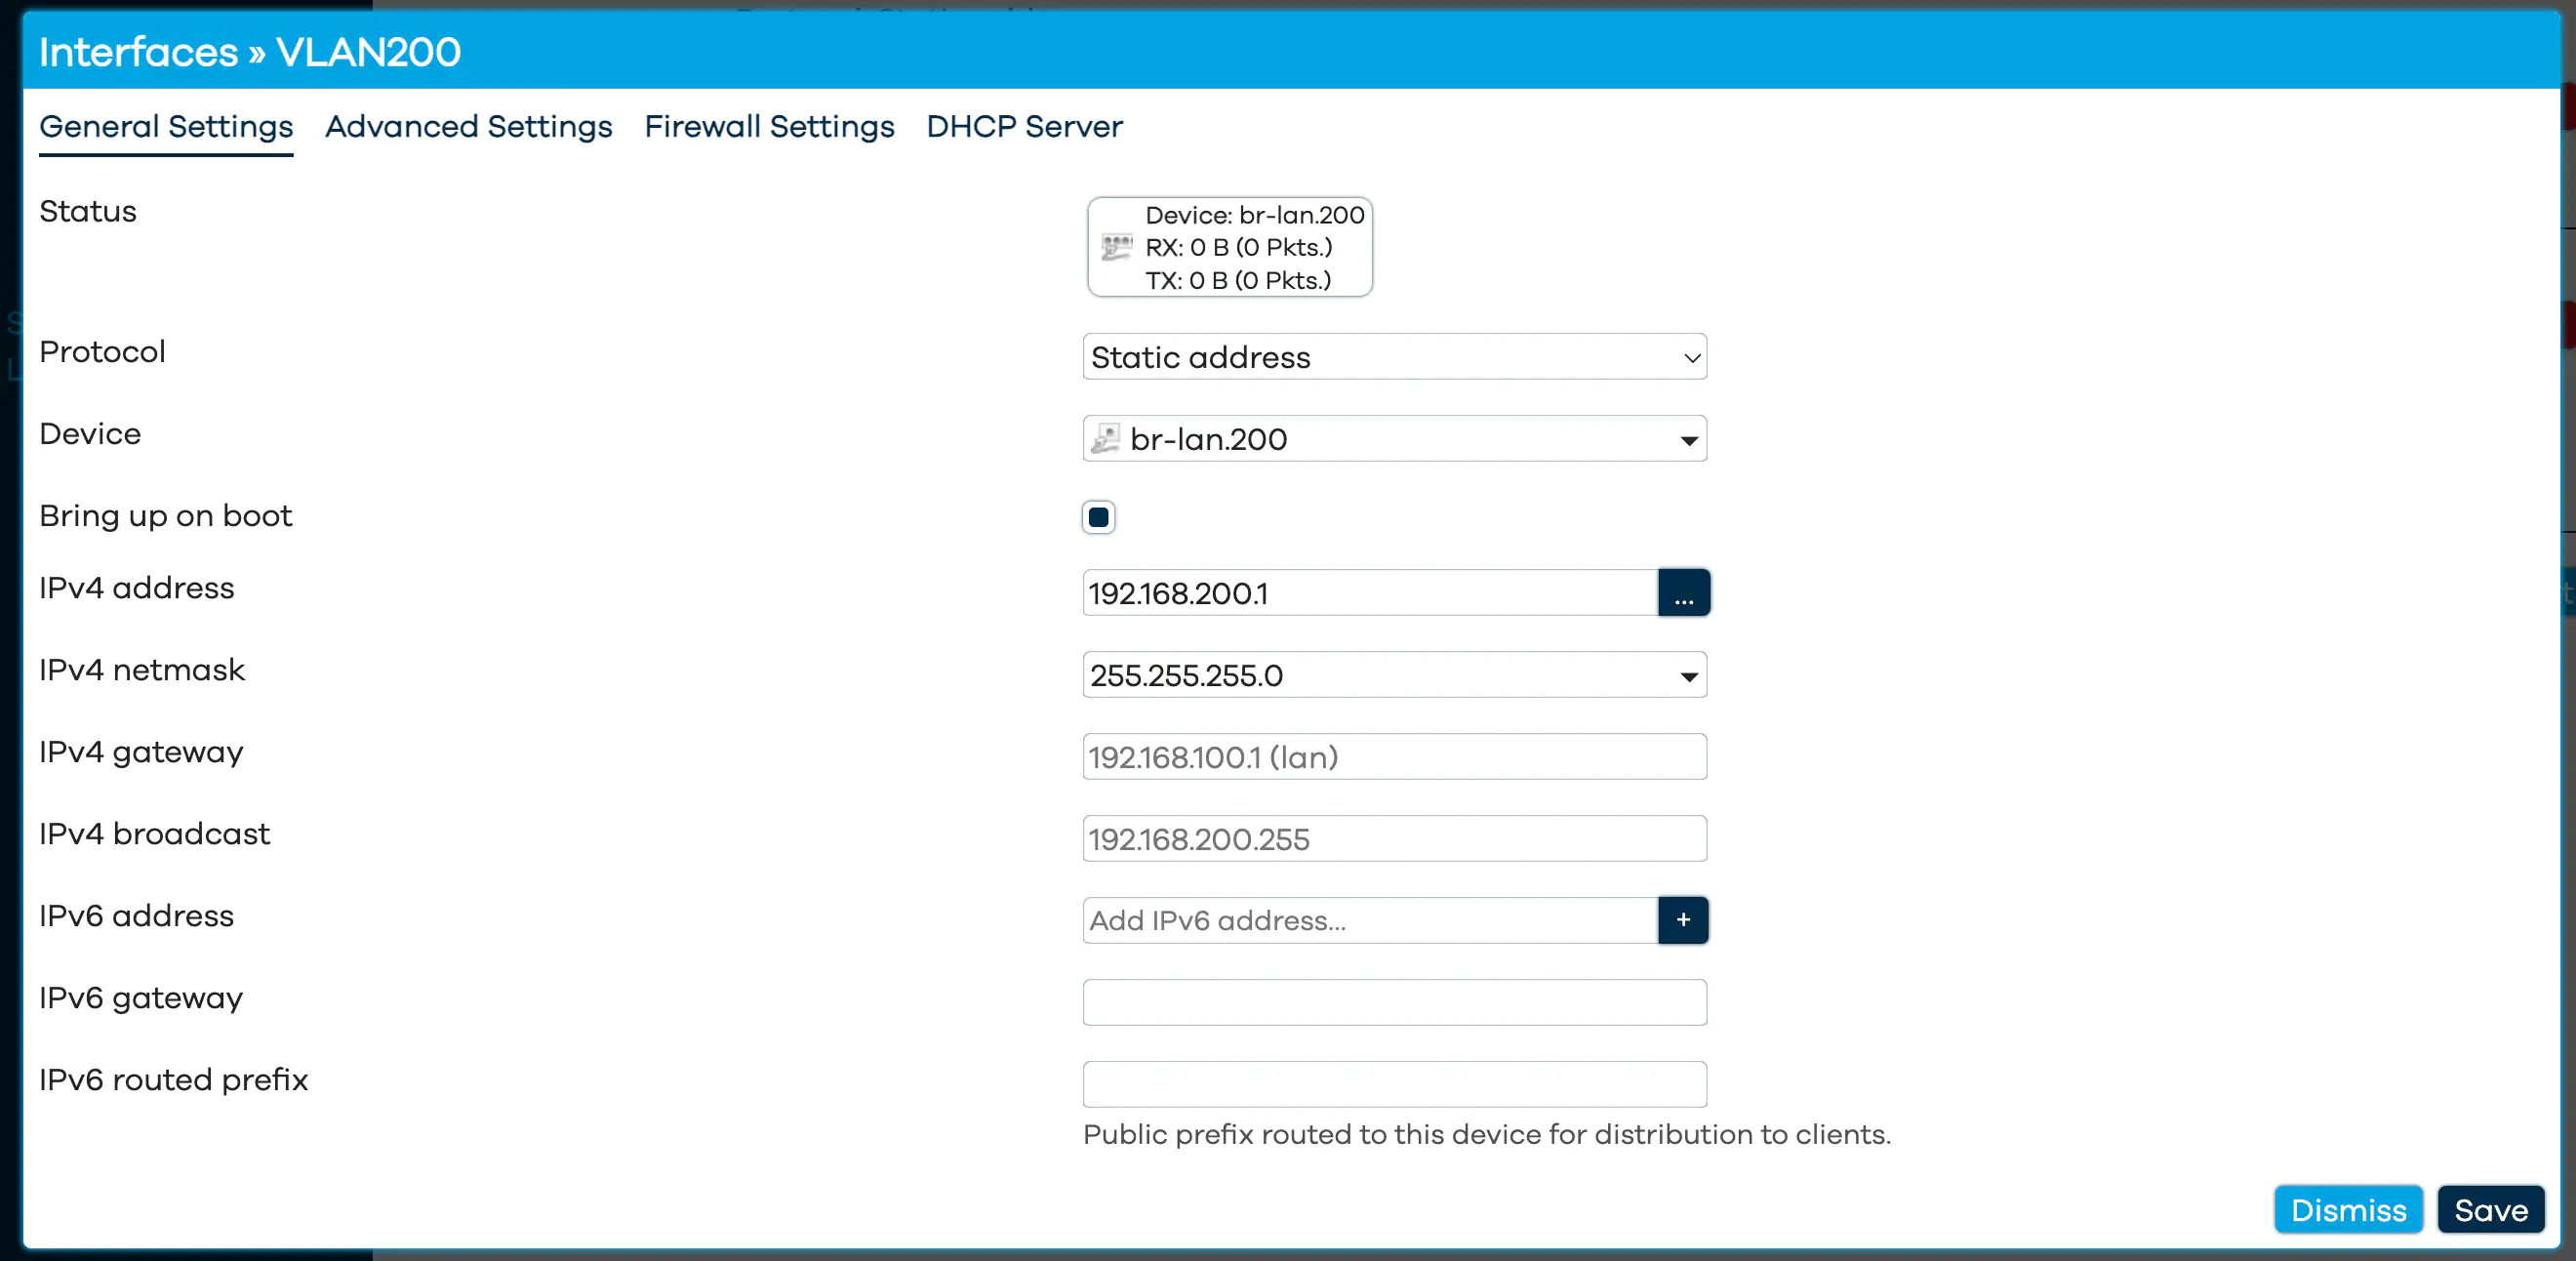 Interfaces » VLAN200
General Settings Advanced Settings Firewall Settings DHCP Server
Status
Device: br-lan.200
RX: 0 B (0 Pkts.)
TX: 0 B (0 Pkts.)
Protocol
Static address
Device
br-lan.200
Bring up on boot
IPv4 address
192.168.200.1
...
IPv4 netmask
255.255.255.0
IPv4 gateway
192.168.100.1 (lan)
IPv4 broadcast
192.168.200.255
IPv6 address
Add IPv6 address...
+
IPv6 gateway
IPv6 routed prefix
Public prefix routed to this device for distribution to clients.
Dismiss Save